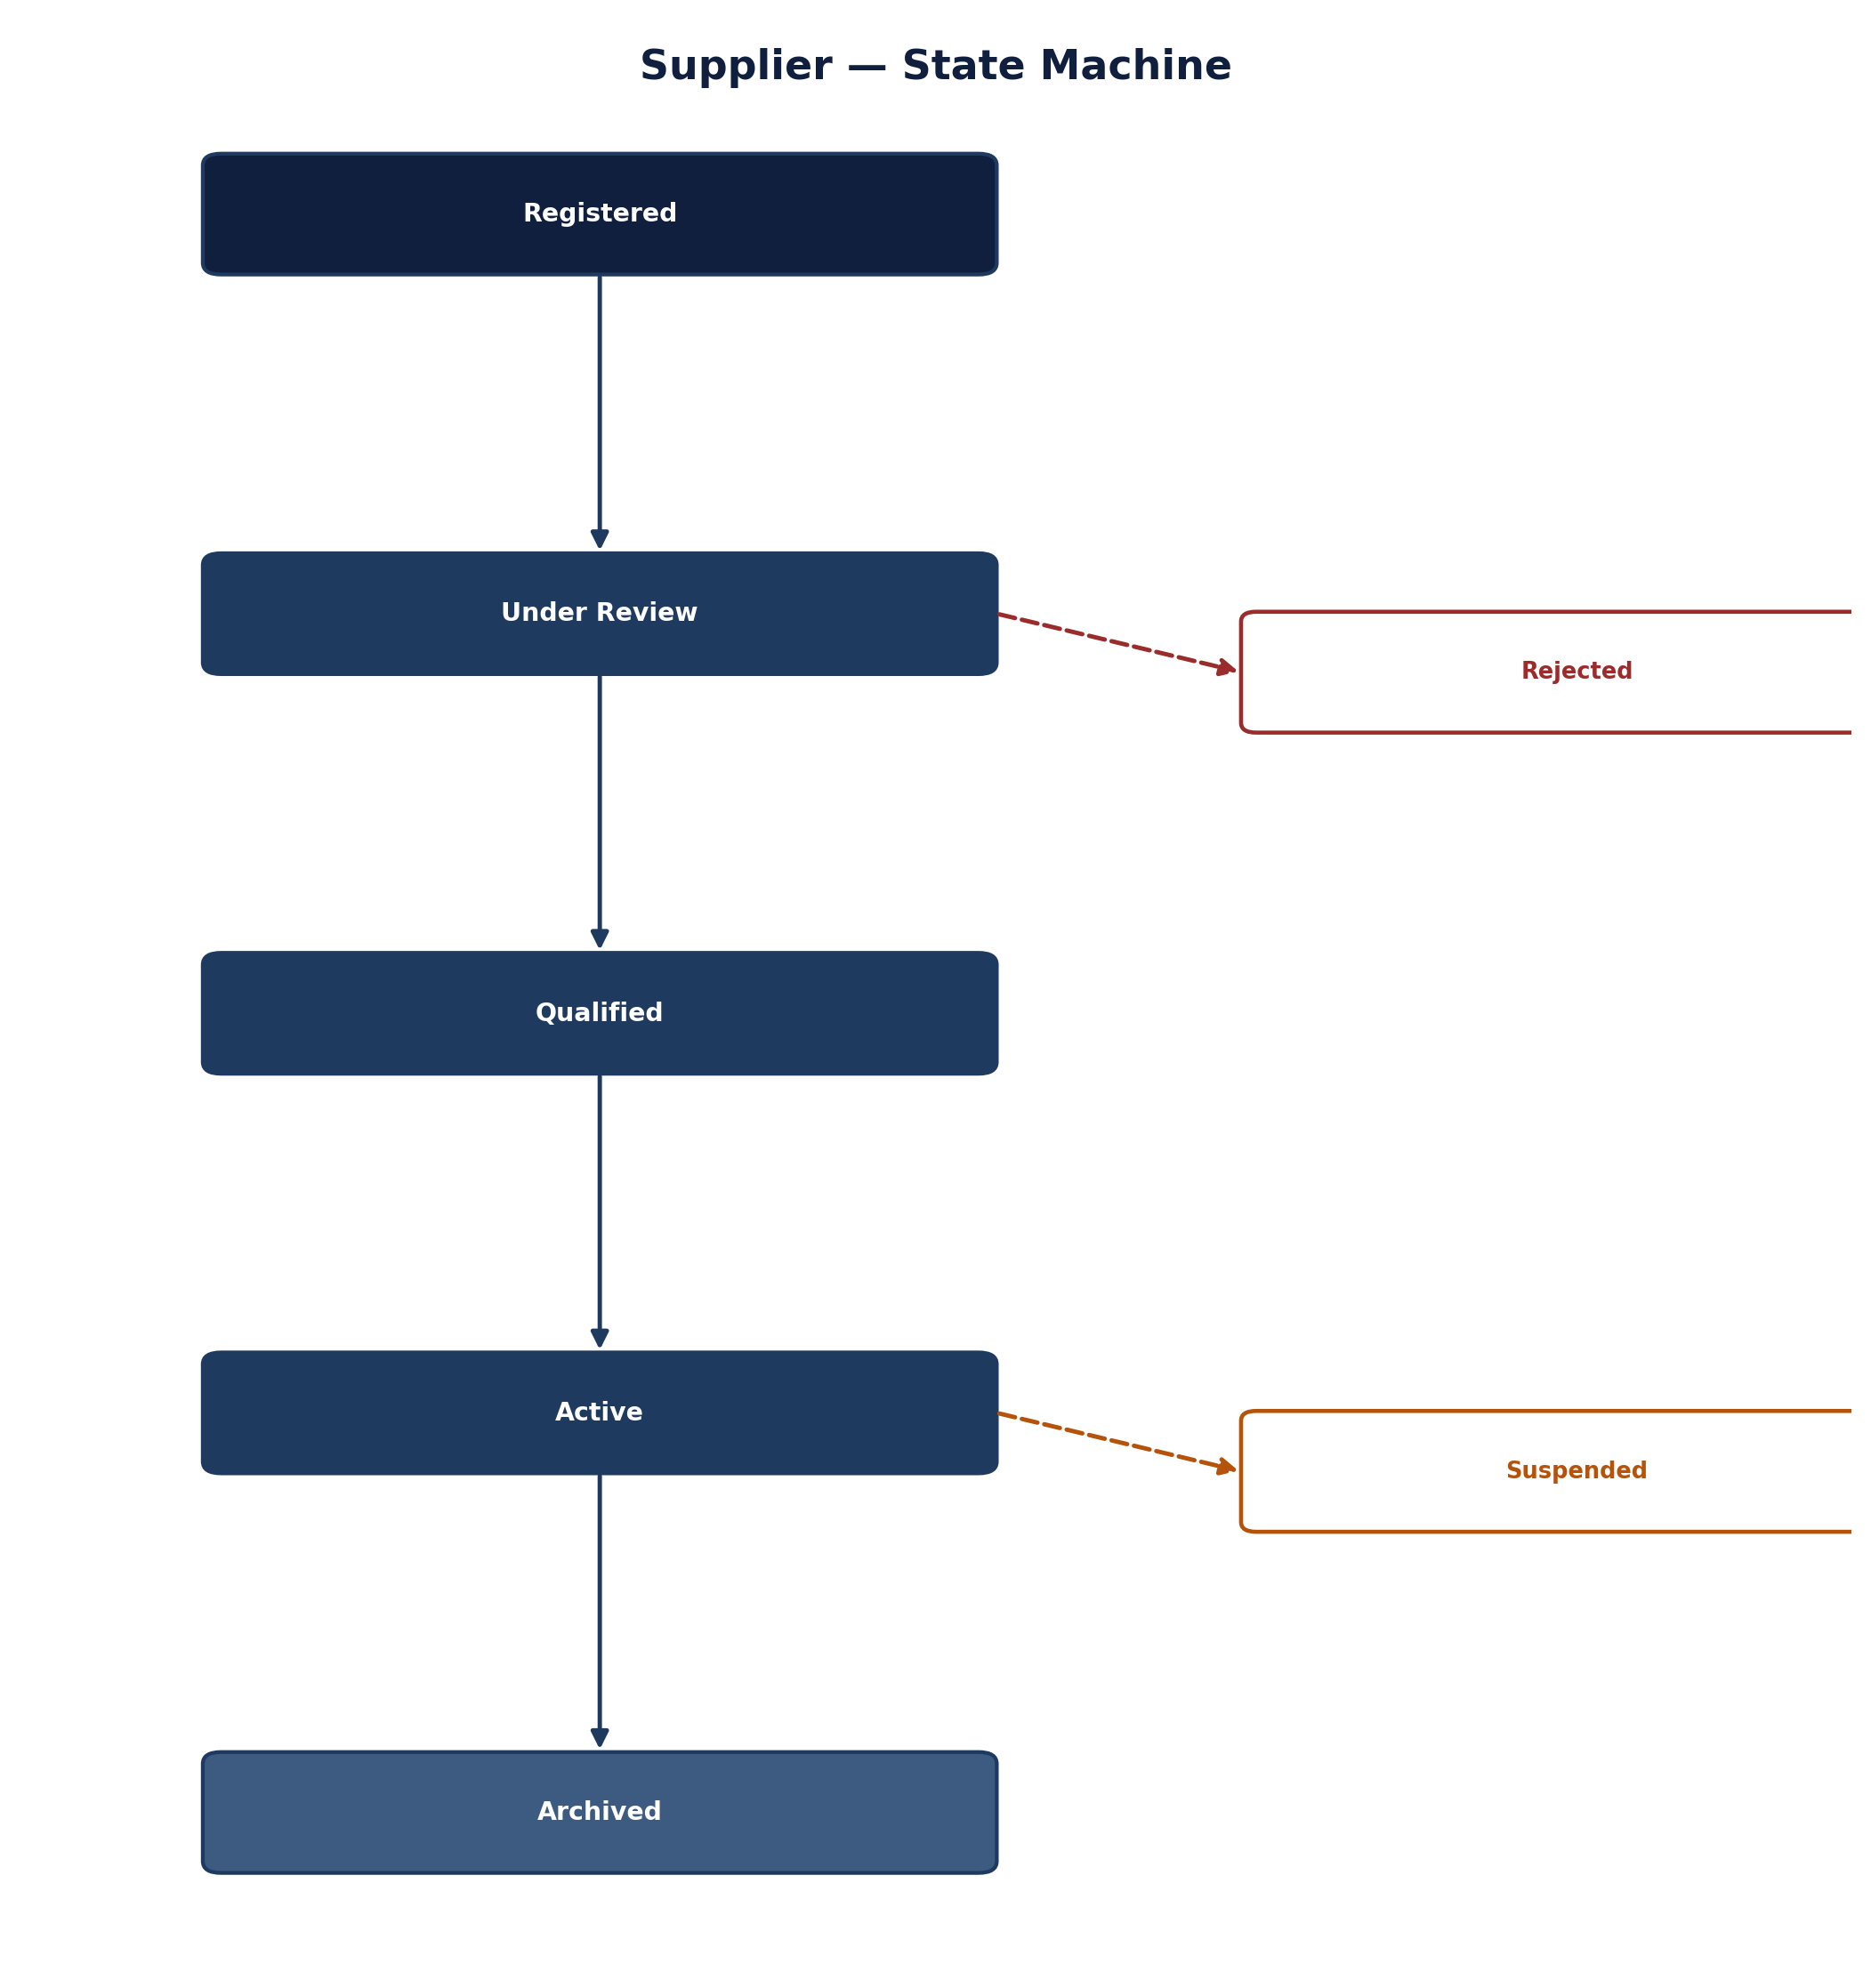 Supplier — State Machine
Registered
Under Review
Rejected
Qualified
Active
Suspended
Archived